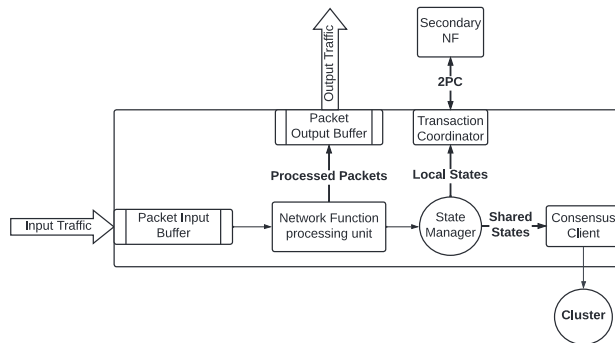 Secondary
NF
Output Traffic
2PC
Packet
Output Buffer
Transaction
Coordinator
Processed Packets
Local States
Input Traffic
Packet Input
Buffer
Network Function
processing unit
State
Manager
Shared
States
Consensus
Client
Cluster